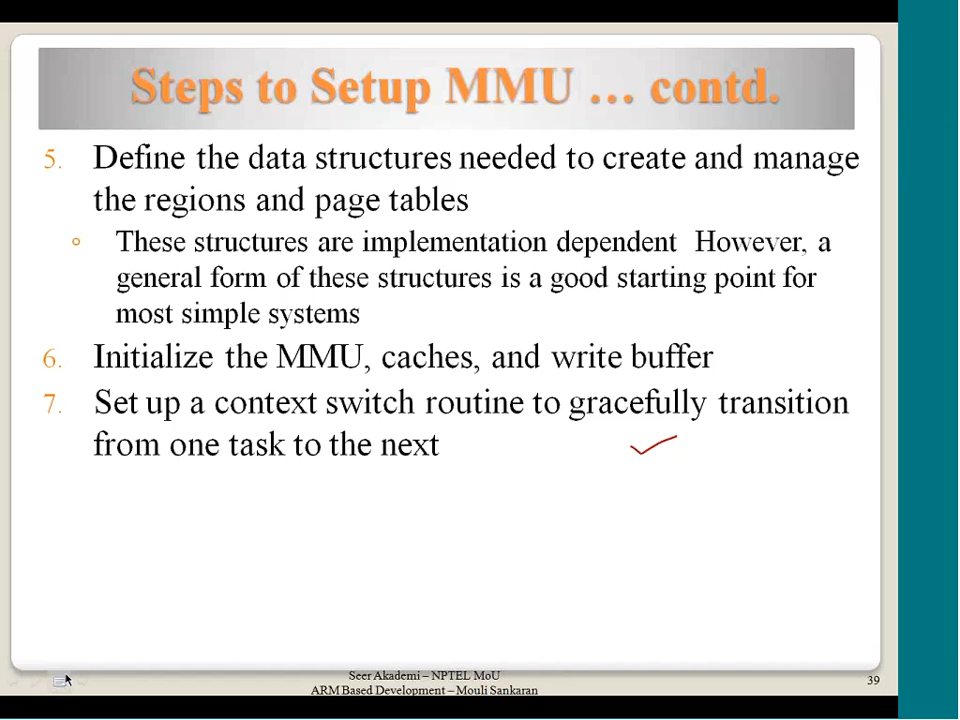 Steps to Setup MMU … contd.
5. Define the data structures needed to create and manage
the regions and page tables
These structures are implementation dependent However, a
general form of these structures is a good starting point for
most simple systems
6. Initialize the MMU, caches, and write buffer
7. Set up a context switch routine to gracefully transition
from one task to the next
Seer Akademi – NPTEL MoU
ARM Based Development – Mouli Sankaran
39